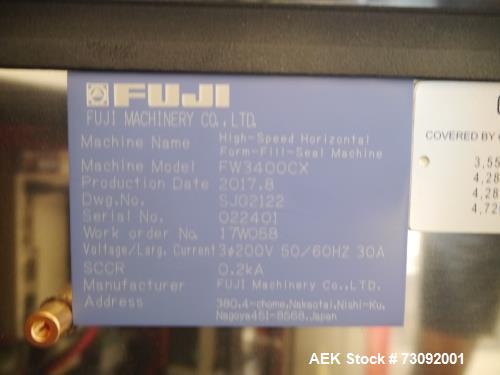 FUJI
FUJI MACHINERY CO., LTD.
Machine Name High-Speed Horizontal
Form-Fill-Seal Machine
Machine Model FW3400CX
Production Date 2017.8
Dwg.No. SJ02122
Serial No. 022401
Work order No. 17W058
Voltage/Larg. Current 3φ200V 50/60HZ 30A
SCCR 0.2kA
Manufacturer FUJI Machinery Co.,LTD.
Address 380,4-chome,Nakaotai,Nishi-Ku,
Nagoya451-8568,Japan
COVERED BY
3,55
4,28
4,28
4,72
AEK Stock # 73092001